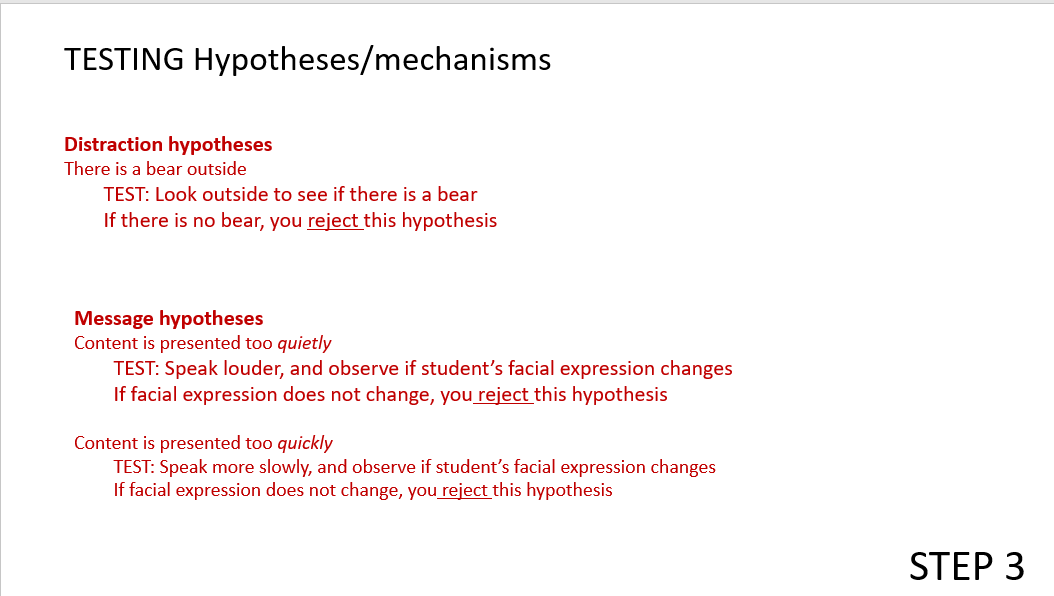 TESTING Hypotheses/mechanisms
Distraction hypotheses
There is a bear outside
TEST: Look outside to see if there is a bear
If there is no bear, you reject this hypothesis
Message hypotheses
Content is presented too quietly
TEST: Speak louder, and observe if student’s facial expression changes
If facial expression does not change, you reject this hypothesis
Content is presented too quickly
TEST: Speak more slowly, and observe if student’s facial expression changes
If facial expression does not change, you reject this hypothesis
STEP 3